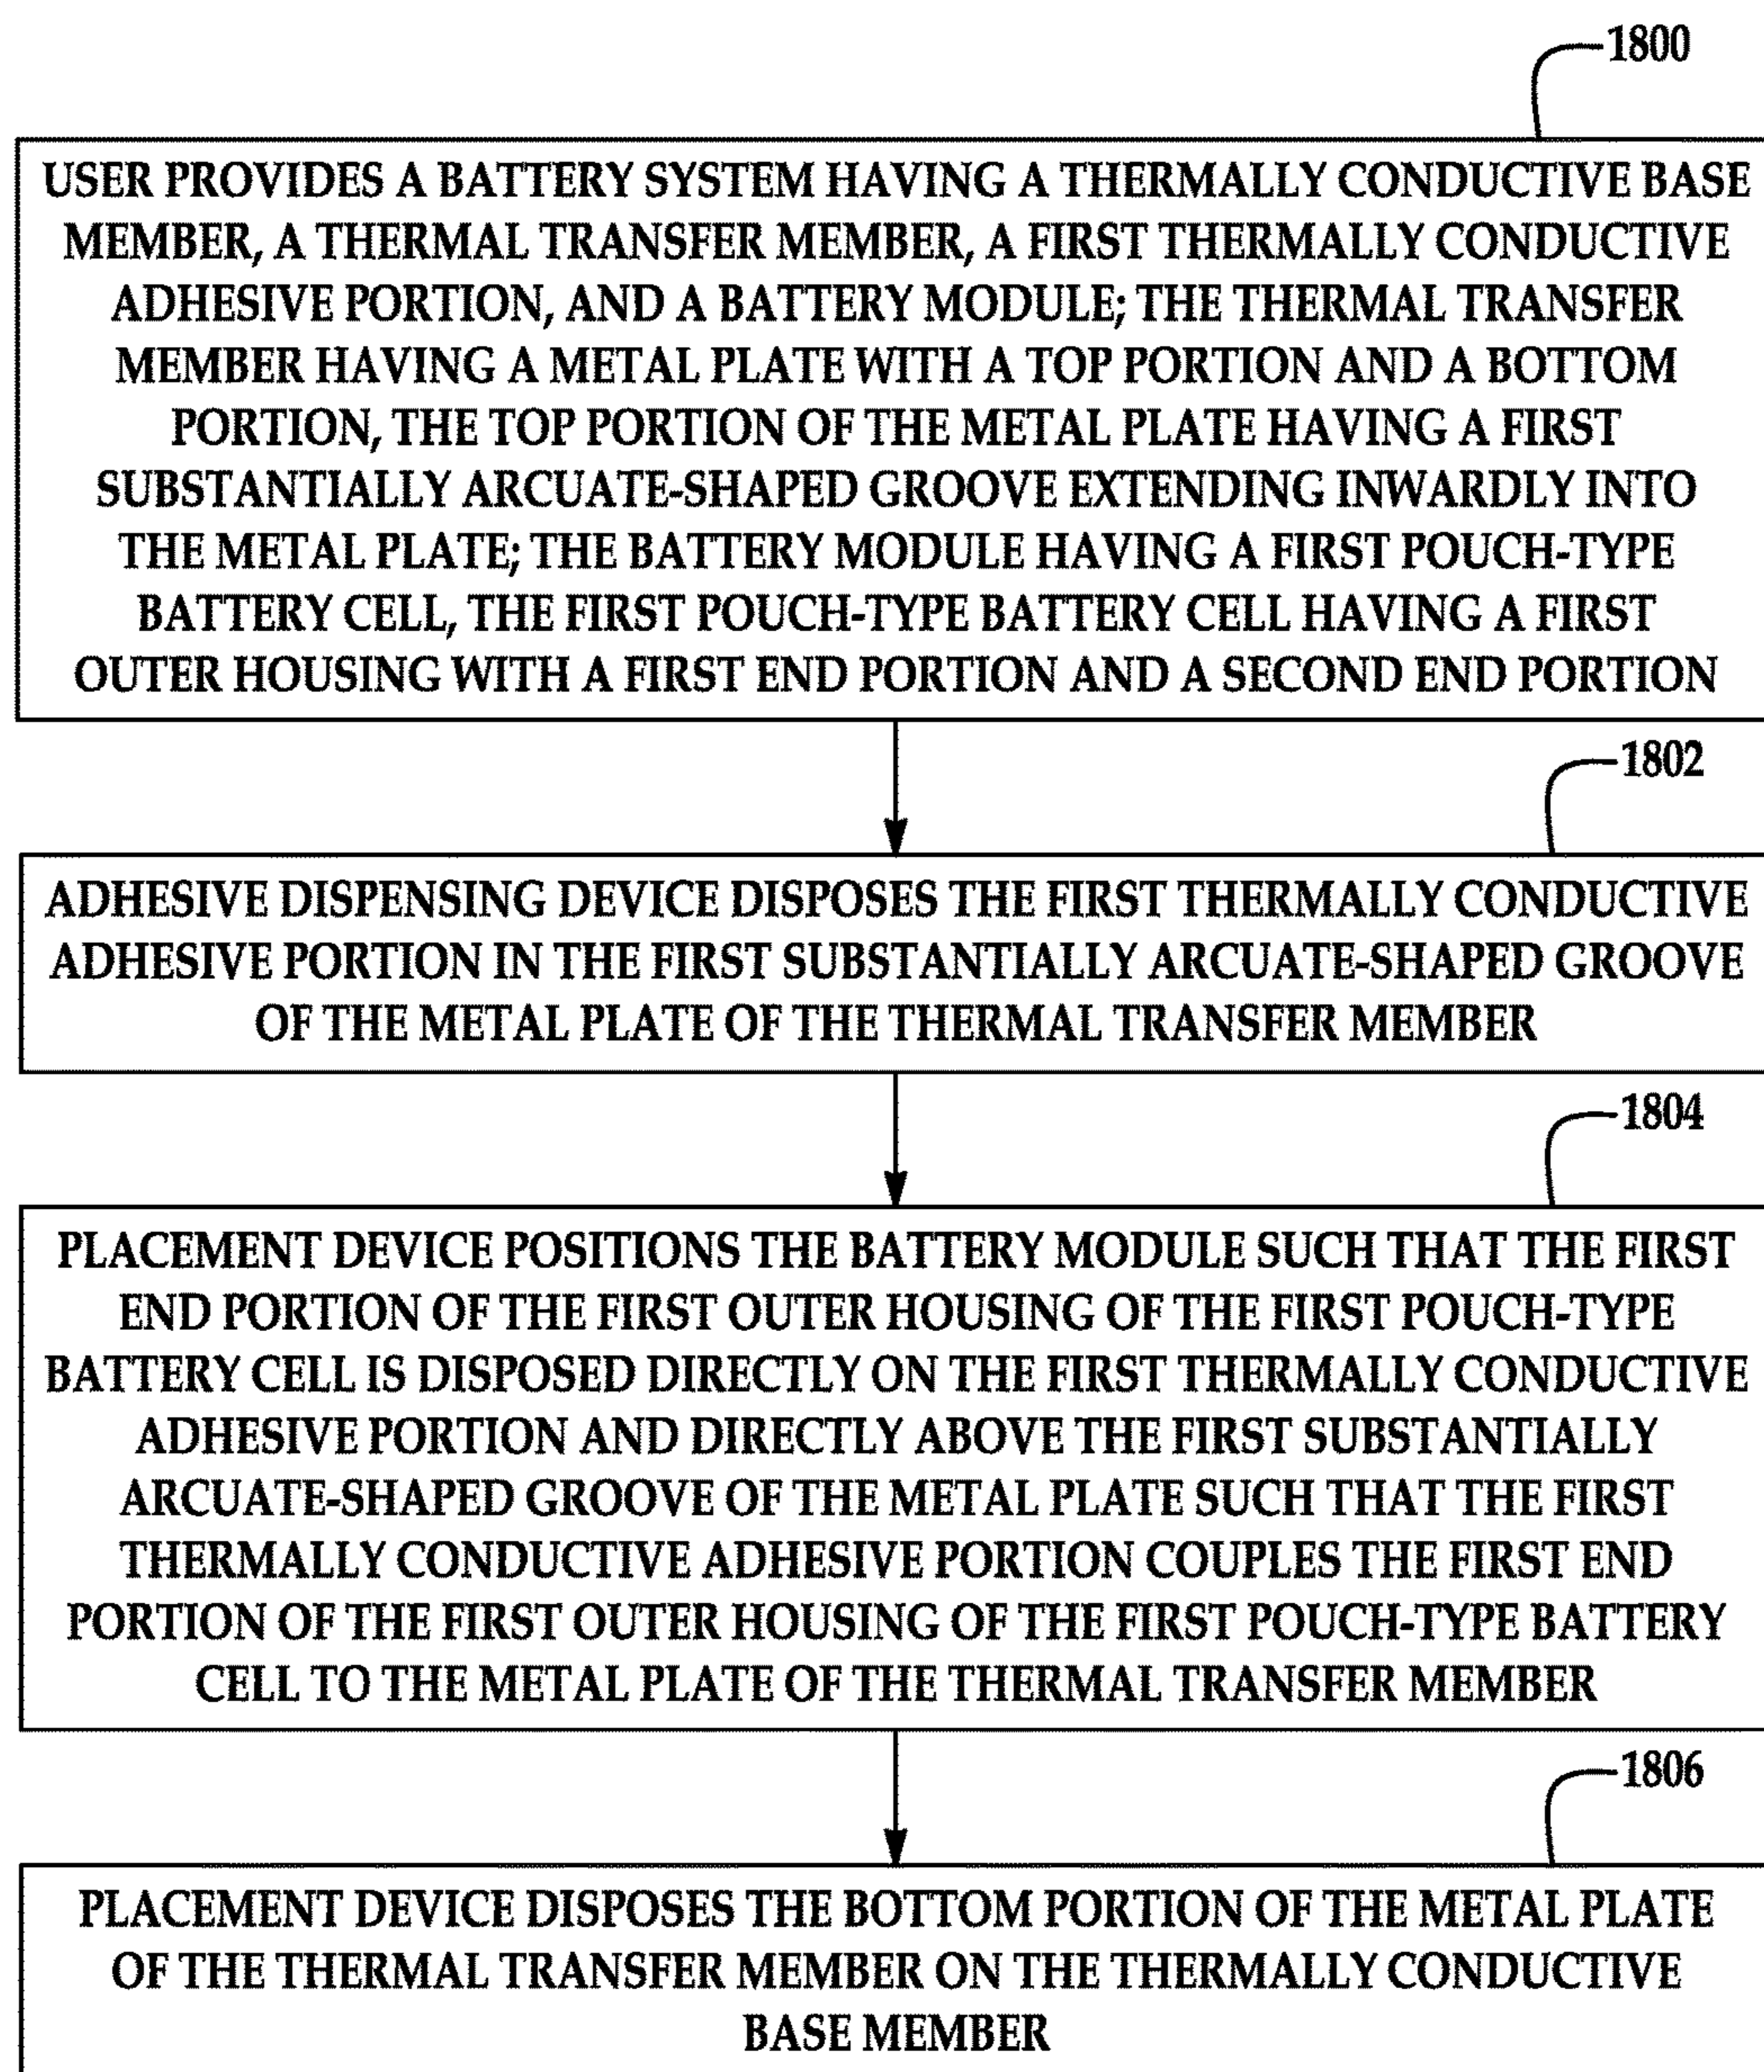 1800
USER PROVIDES A BATTERY SYSTEM HAVING A THERMALLY CONDUCTIVE BASE
MEMBER, A THERMAL TRANSFER MEMBER, A FIRST THERMALLY CONDUCTIVE
ADHESIVE PORTION, AND A BATTERY MODULE; THE THERMAL TRANSFER
MEMBER HAVING A METAL PLATE WITH A TOP PORTION AND A BOTTOM
PORTION, THE TOP PORTION OF THE METAL PLATE HAVING A FIRST
SUBSTANTIALLY ARCUATE-SHAPED GROOVE EXTENDING INWARDLY INTO
THE METAL PLATE; THE BATTERY MODULE HAVING A FIRST POUCH-TYPE
BATTERY CELL, THE FIRST POUCH-TYPE BATTERY CELL HAVING A FIRST
OUTER HOUSING WITH A FIRST END PORTION AND A SECOND END PORTION
1802
ADHESIVE DISPENSING DEVICE DISPOSES THE FIRST THERMALLY CONDUCTIVE
ADHESIVE PORTION IN THE FIRST SUBSTANTIALLY ARCUATE-SHAPED GROOVE
OF THE METAL PLATE OF THE THERMAL TRANSFER MEMBER
1804
PLACEMENT DEVICE POSITIONS THE BATTERY MODULE SUCH THAT THE FIRST
END PORTION OF THE FIRST OUTER HOUSING OF THE FIRST POUCH-TYPE
BATTERY CELL IS DISPOSED DIRECTLY ON THE FIRST THERMALLY CONDUCTIVE
ADHESIVE PORTION AND DIRECTLY ABOVE THE FIRST SUBSTANTIALLY
ARCUATE-SHAPED GROOVE OF THE METAL PLATE SUCH THAT THE FIRST
THERMALLY CONDUCTIVE ADHESIVE PORTION COUPLES THE FIRST END
PORTION OF THE FIRST OUTER HOUSING OF THE FIRST POUCH-TYPE BATTERY
CELL TO THE METAL PLATE OF THE THERMAL TRANSFER MEMBER
1806
PLACEMENT DEVICE DISPOSES THE BOTTOM PORTION OF THE METAL PLATE
OF THE THERMAL TRANSFER MEMBER ON THE THERMALLY CONDUCTIVE
BASE MEMBER